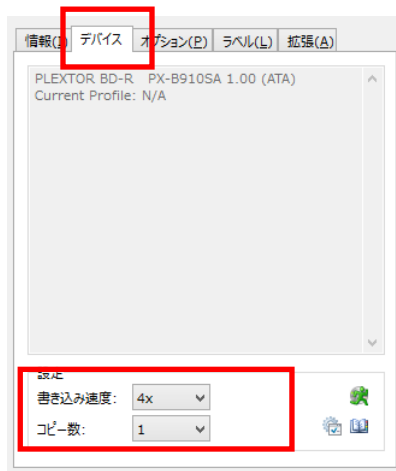 情報(I) デバイス オプション(P) ラベル(L) 拡張(A)
PLEXTOR BD-R PX-B910SA 1.00 (ATA)
Current Profile: N/A
設定
書き込み速度: 4x
コピー数: 1